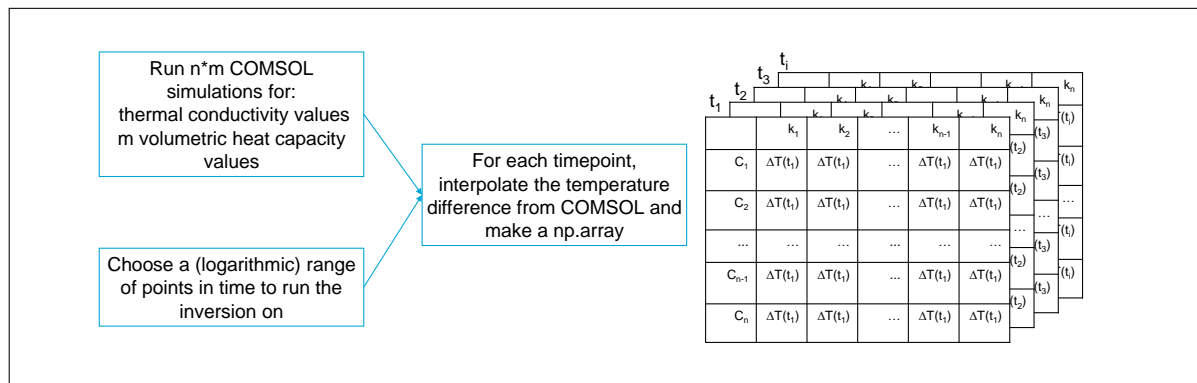 Run n*m COMSOL
simulations for:
thermal conductivity values
m volumetric heat capacity
values
Choose a (logarithmic) range
of points in time to run the
inversion on
For each timepoint,
interpolate the temperature
difference from COMSOL and
make a np.array
tᵢ
t₃
t₂
t₁
kₙ
kₙ
kₙ
k₁ k₂ … kₙ₋₁ kₙ
C₁ ΔT(t₁) ΔT(t₁) … ΔT(t₁) ΔT(t₁)
C₂ ΔT(t₁) ΔT(t₁) … ΔT(t₁) ΔT(t₁)
... … … ... … …
Cₙ₋₁ ΔT(t₁) ΔT(t₁) … ΔT(t₁) ΔT(t₁)
Cₙ ΔT(t₁) ΔT(t₁) … ΔT(t₁) ΔT(t₁)